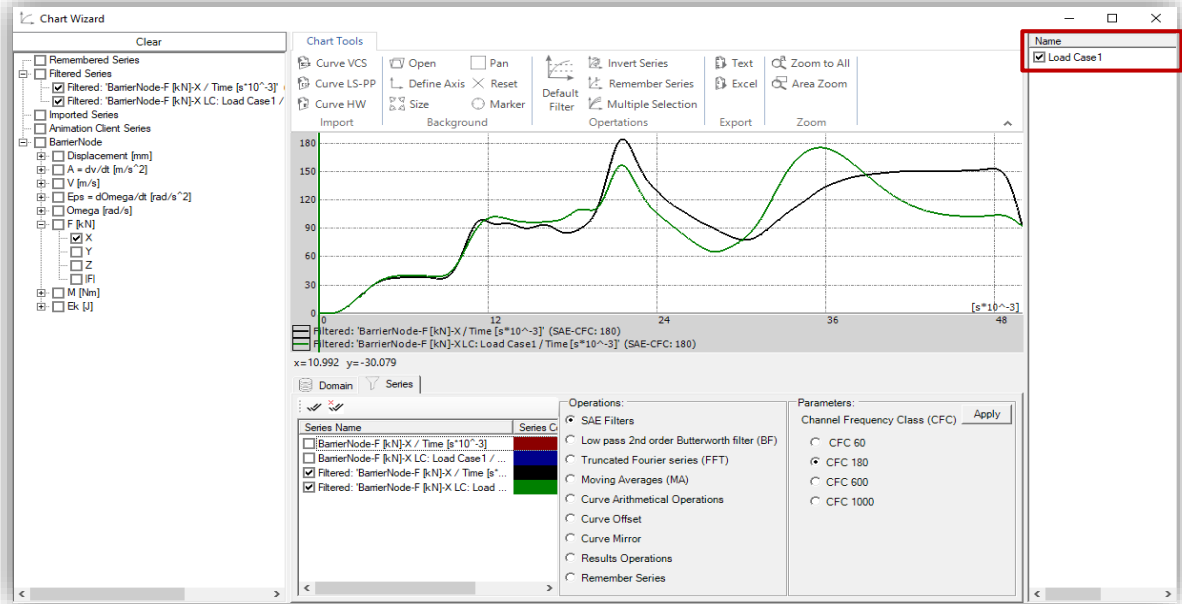 Chart Wizard
Clear
Remembered Series
Filtered Series
Filtered: 'BarrierNode-F [kN]-X / Time [s*10^-3]'
Filtered: 'BarrierNode-F [kN]-X LC: Load Case1 /
Imported Series
Animation Client Series
BarrierNode
Displacement [mm]
A = dv/dt [m/s^2]
V [m/s]
Eps = dOmega/dt [rad/s^2]
Omega [rad/s]
F [kN]
X
Y
Z
|F|
M [Nm]
Ek [J]
Chart Tools
Curve VCS
Curve LS-PP
Curve HW
Import
Open
Pan
Define Axis
Reset
Size
Marker
Background
Default Filter
Invert Series
Remember Series
Multiple Selection
Opertations
Text
Excel
Export
Zoom to All
Area Zoom
Zoom
180
150
120
90
60
30
0
[s*10^-3]
0 12 24 36 48
Filtered: 'BarrierNode-F [kN]-X / Time [s*10^-3]' (SAE-CFC: 180)
Filtered: 'BarrierNode-F [kN]-X LC: Load Case1 / Time [s*10^-3]' (SAE-CFC: 180)
x=10.992 y=-30.079
Domain
Series
Series Name
Series C
BarrierNode-F [kN]-X / Time [s*10^-3]
BarrierNode-F [kN]-X LC: Load Case1 / ...
Filtered: 'BarrierNode-F [kN]-X / Time [s*...
Filtered: 'BarrierNode-F [kN]-X LC: Load ...
Operations:
SAE Filters
Low pass 2nd order Butterworth filter (BF)
Truncated Fourier series (FFT)
Moving Averages (MA)
Curve Arithmetical Operations
Curve Offset
Curve Mirror
Results Operations
Remember Series
Parameters:
Channel Frequency Class (CFC)
Apply
CFC 60
CFC 180
CFC 600
CFC 1000
Name
Load Case1